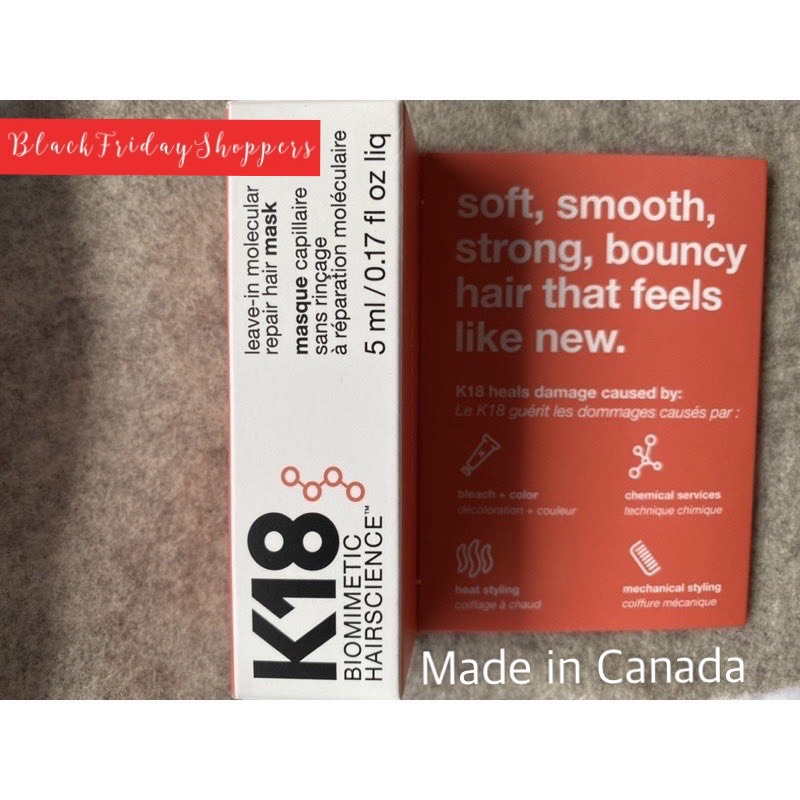 BlackFridayShoppers
leave-in molecular
repair hair mask
masque capillaire
sans rinçage
à réparation moléculaire
5 ml / 0.17 fl oz liq
K18
BIOMIMETIC
HAIRSCIENCE™
soft, smooth,
strong, bouncy
hair that feels
like new.
K18 heals damage caused by:
Le K18 guérit les dommages causés par :
bleach + color
décoloration + couleur
chemical services
technique chimique
heat styling
coiffage à chaud
mechanical styling
coiffure mécanique
Made in Canada